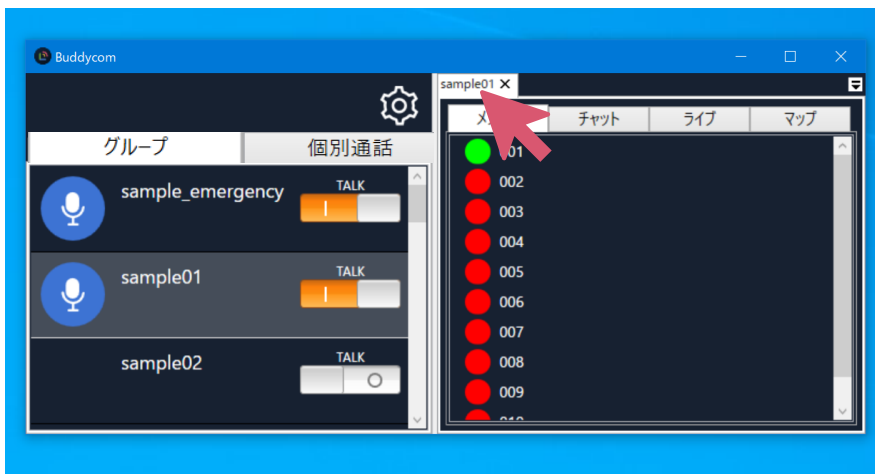 Buddycom
sample01
グループ
個別通話
チャット
ライブ
マップ
sample_emergency
TALK
sample01
TALK
sample02
TALK
002
003
004
005
006
007
008
009